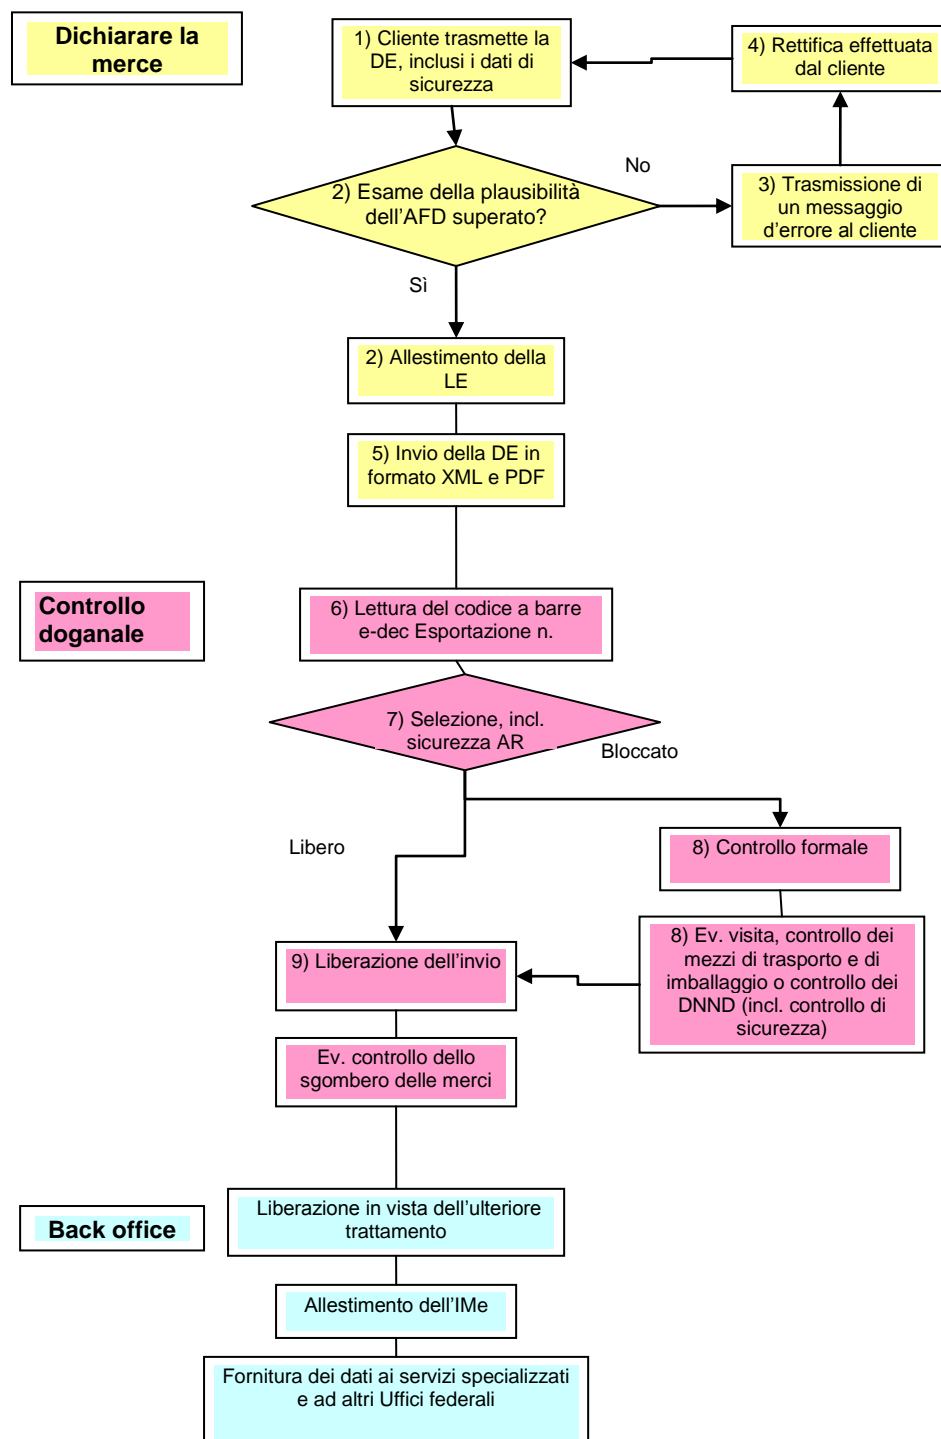 Dichiarare la
merce
1) Cliente trasmette la
DE, inclusi i dati di
sicurezza
4) Rettifica effettuata
dal cliente
No
2) Esame della plausibilità
dell’AFD superato?
3) Trasmissione di
un messaggio
d’errore al cliente
Sì
2) Allestimento della
LE
5) Invio della DE in
formato XML e PDF
Controllo
doganale
6) Lettura del codice a barre
e-dec Esportazione n.
7) Selezione, incl.
sicurezza AR
Bloccato
Libero
8) Controllo formale
8) Ev. visita, controllo dei
mezzi di trasporto e di
imballaggio o controllo dei
DNND (incl. controllo di
sicurezza)
9) Liberazione dell’invio
Ev. controllo dello
sgombero delle merci
Back office
Liberazione in vista dell’ulteriore
trattamento
Allestimento dell’IMe
Fornitura dei dati ai servizi specializzati
e ad altri Uffici federali